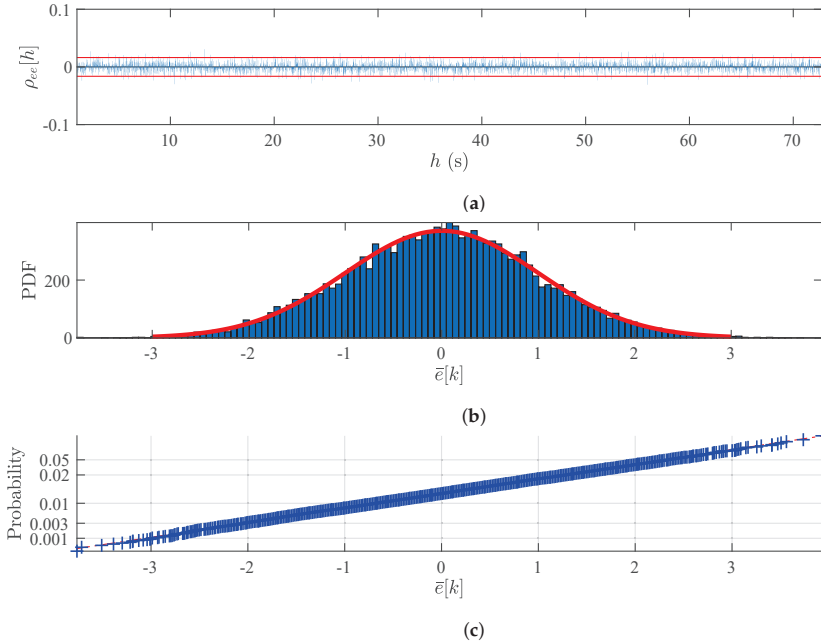 0.1
0
-0.1
ρee[h]
10 20 30 40 50 60 70
h (s)
(a)
200
0
PDF
-3 -2 -1 0 1 2 3
ē[k]
(b)
0.05
0.02
0.01
0.003
0.001
Probability
-3 -2 -1 0 1 2 3
ē[k]
(c)